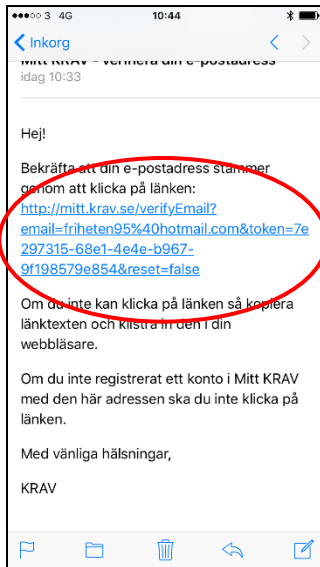 3 4G 10:44
Inkorg
Mitt KRAV - verifiera din e-postadress
idag 10:33
Hej!
Bekräfta att din e-postadress stämmer
genom att klicka på länken:
http://mitt.krav.se/verifyEmail?
email=friheten95%40hotmail.com&token=7e
297315-68e1-4e4e-b967-
9f198579e854&reset=false
Om du inte kan klicka på länken så kopiera
länktexten och klistra in den i din
webbläsare.
Om du inte registrerat ett konto i Mitt KRAV
med den här adressen ska du inte klicka på
länken.
Med vänliga hälsningar,
KRAV